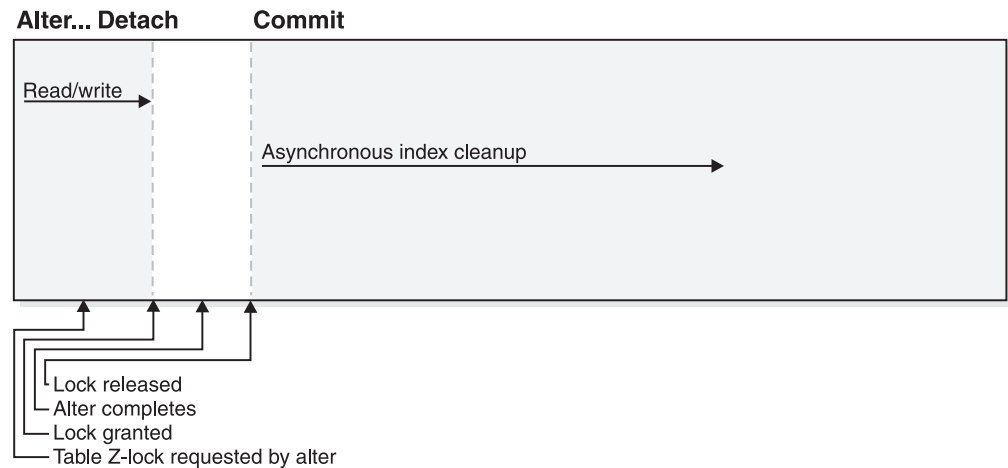 Alter... Detach
Commit
Read/write
Asynchronous index cleanup
Lock released
Alter completes
Lock granted
Table Z-lock requested by alter